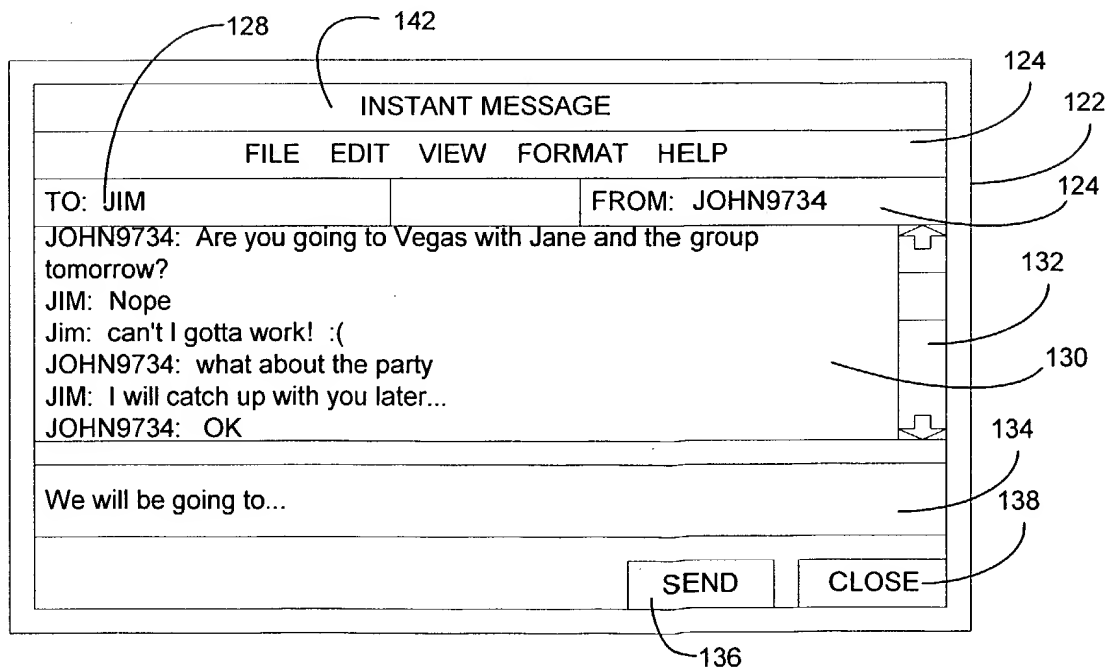 128
142
INSTANT MESSAGE
124
FILE EDIT VIEW FORMAT HELP
122
TO: JIM
FROM: JOHN9734
124
JOHN9734: Are you going to Vegas with Jane and the group
tomorrow?
132
JIM: Nope
Jim: can't I gotta work! :(
JOHN9734: what about the party
130
JIM: I will catch up with you later...
JOHN9734: OK
134
We will be going to...
138
SEND
CLOSE
136